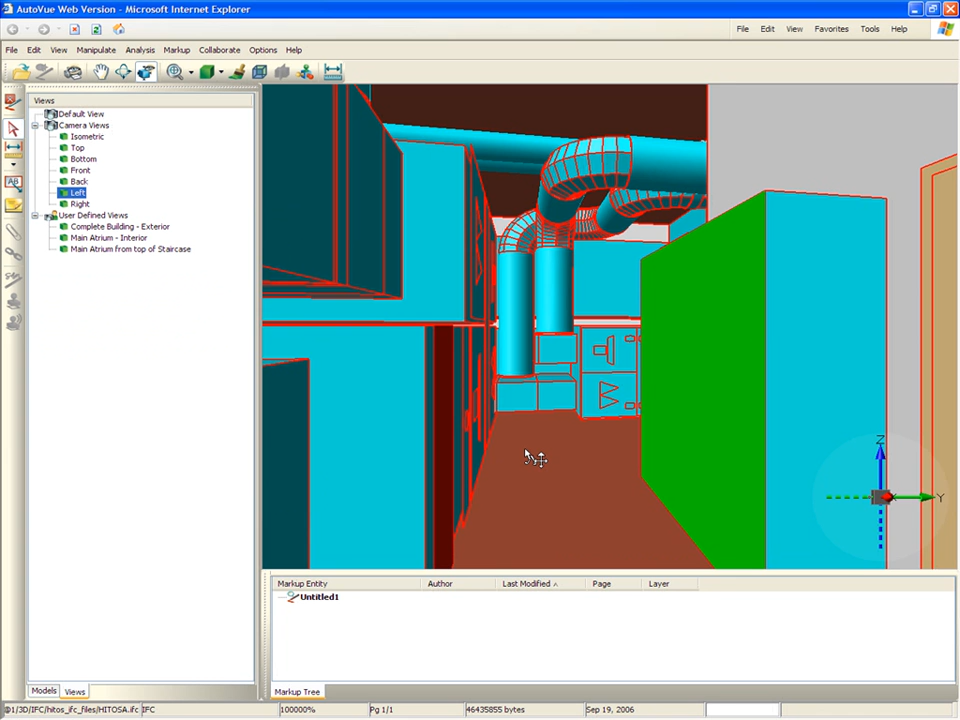 AutoVue Web Version - Microsoft Internet Explorer
File Edit View Favorites Tools Help
File Edit View Manipulate Analysis Markup Collaborate Options Help
Views
Default View
Camera Views
Isometric
Top
Bottom
Front
Back
Left
Right
User Defined Views
Complete Building - Exterior
Main Atrium - Interior
Main Atrium from top of Staircase
Z
X
Y
Markup Entity Author Last Modified Page Layer
Untitled1
Models Views
Markup Tree
1/3D/IFC/hitos_ifc_files/HITOSA.ifc IFC 100000% Pg 1/1 46435855 bytes Sep 19, 2006